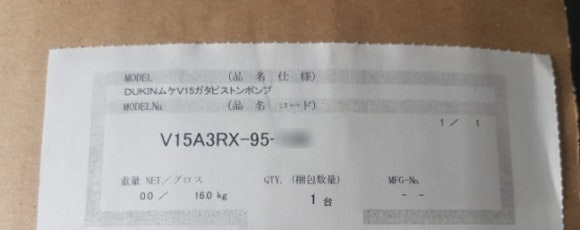 MODEL (品 名 仕 様)
DUKINムケV15ガタピストンポンプ
MODELNo. (品 名 コード)
1 / 1
V15A3RX-95-
重量 NET/グロス QTY. (梱包数量) MFG-No.
0.0 / 16.0 kg 1 台 - -